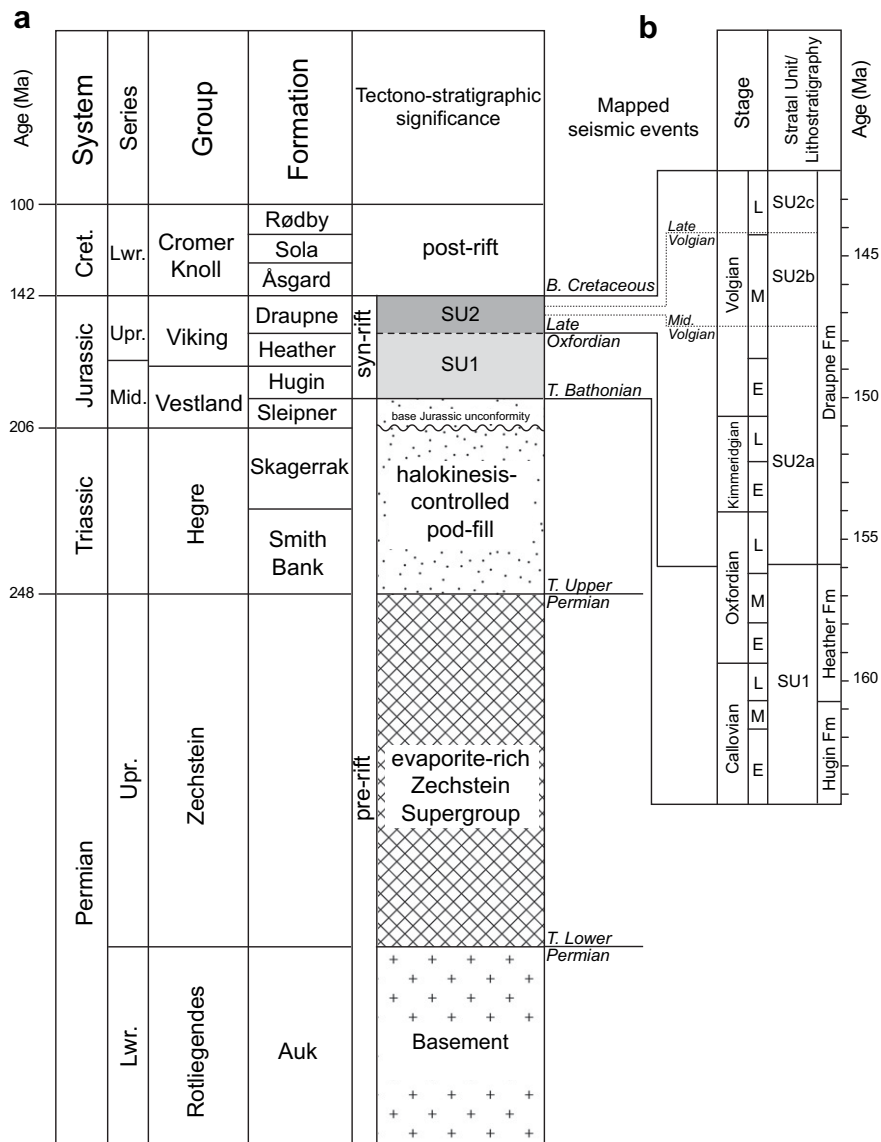 a
Age (Ma)
System
Series
Group
Formation
Tectono-stratigraphic
significance
Mapped
seismic events
100
Cret.
Lwr.
Cromer
Knoll
Rødby
Sola
Åsgard
post-rift
B. Cretaceous
142
Jurassic
Upr.
Mid.
Viking
Vestland
Draupne
Heather
Hugin
Sleipner
syn-rift
SU2
SU1
Late
Oxfordian
T. Bathonian
base Jurassic unconformity
206
Triassic
Hegre
Skagerrak
Smith
Bank
halokinesis-
controlled
pod-fill
T. Upper
Permian
248
Permian
Upr.
Zechstein
pre-rift
evaporite-rich
Zechstein
Supergroup
T. Lower
Permian
Lwr.
Rotliegendes
Auk
Basement
b
Stage
Stratal Unit/
Lithostratigraphy
Age (Ma)
Late
Volgian
Mid.
Volgian
Volgian
L
M
E
Kimmeridgian
L
E
Oxfordian
L
M
E
Callovian
L
M
E
SU2c
SU2b
SU2a
SU1
Draupne Fm
Heather Fm
Hugin Fm
145
150
155
160